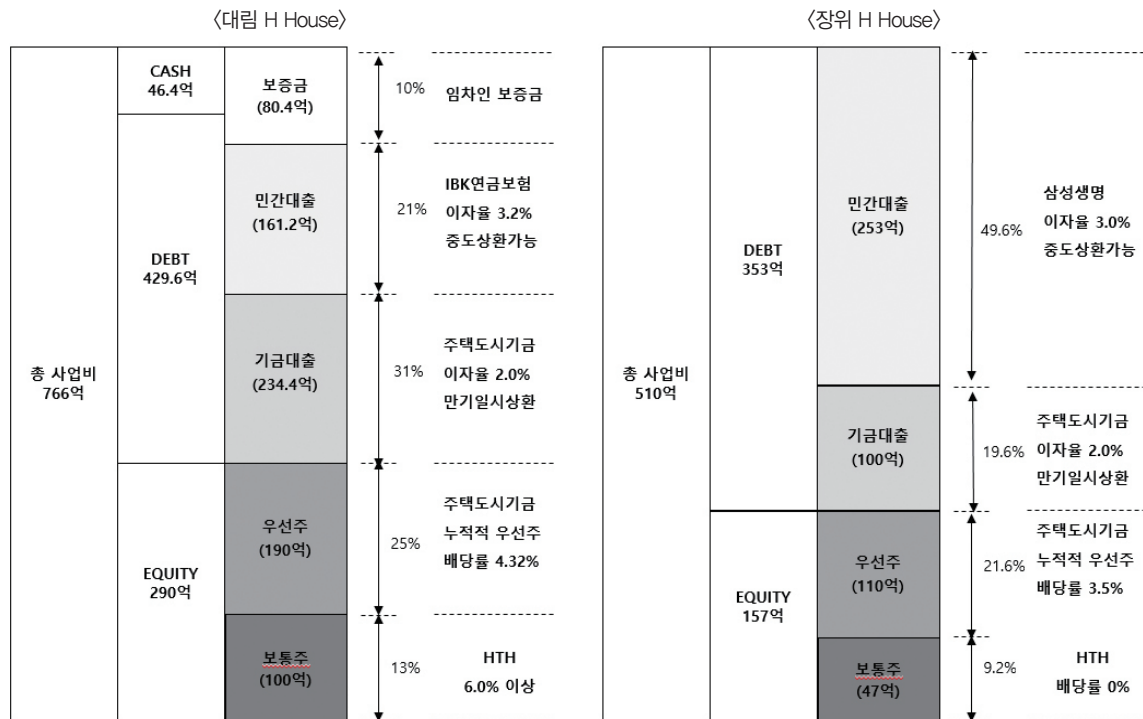 〈대림 H House〉
총 사업비
766억
CASH
46.4억
DEBT
429.6억
EQUITY
290억
보증금
(80.4억)
민간대출
(161.2억)
기금대출
(234.4억)
우선주
(190억)
보통주
(100억)
10%
임차인 보증금
21%
IBK연금보험
이자율 3.2%
중도상환가능
31%
주택도시기금
이자율 2.0%
만기일시상환
25%
주택도시기금
누적적 우선주
배당률 4.32%
13%
HTH
6.0% 이상
〈장위 H House〉
총 사업비
510억
DEBT
353억
EQUITY
157억
민간대출
(253억)
기금대출
(100억)
우선주
(110억)
보통주
(47억)
49.6%
삼성생명
이자율 3.0%
중도상환가능
19.6%
주택도시기금
이자율 2.0%
만기일시상환
21.6%
주택도시기금
누적적 우선주
배당률 3.5%
9.2%
HTH
배당률 0%